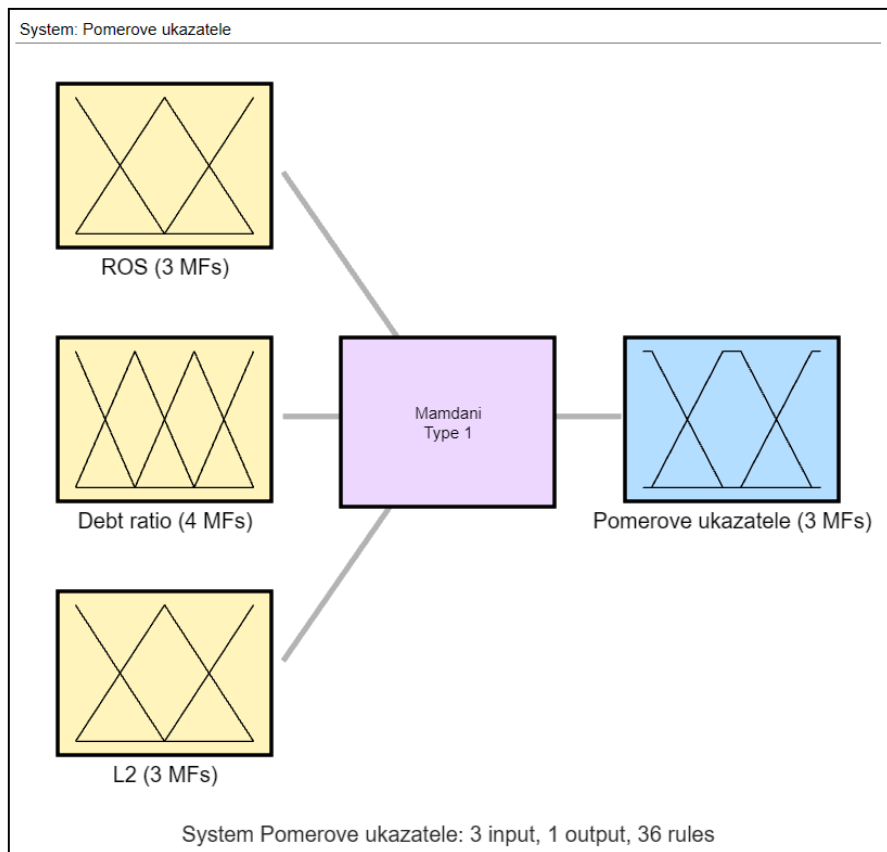 System: Pomerove ukazatele
ROS (3 MFs)
Debt ratio (4 MFs)
Mamdani
Type 1
Pomerove ukazatele (3 MFs)
L2 (3 MFs)
System Pomerove ukazatele: 3 input, 1 output, 36 rules